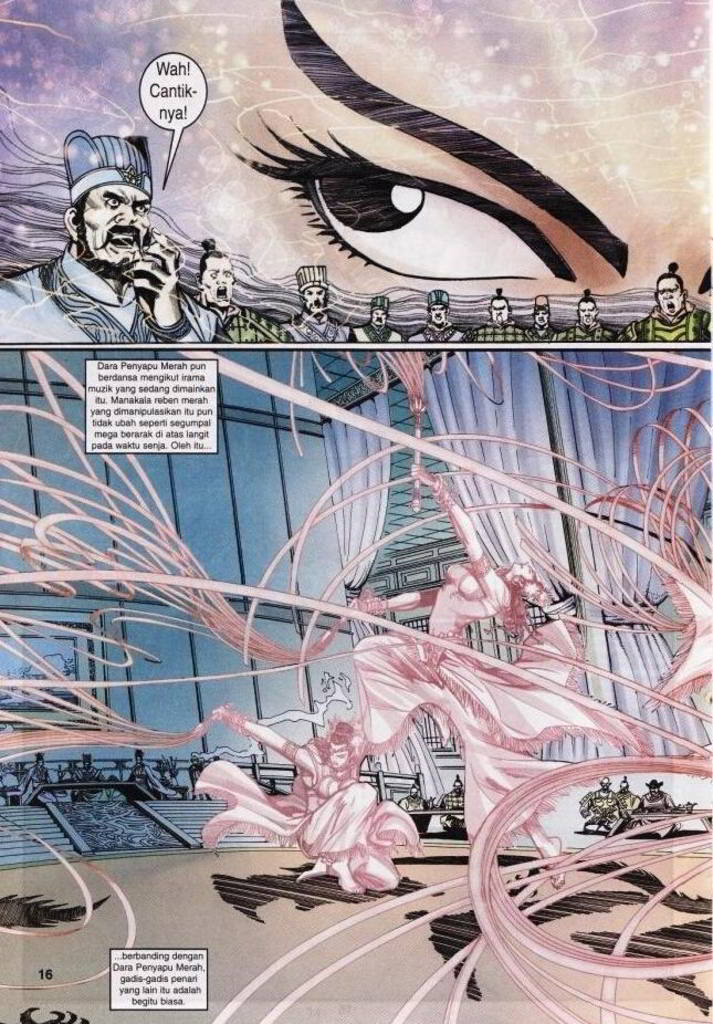 Wah!
Cantik-
nya!
Dara Penyapu Merah pun
berdansa mengikut irama
muzik yang sedang dimainkan
itu. Manakala reben merah
yang dimanipulasikan itu pun
tidak ubah seperti segumpal
mega berarak di atas langit
pada waktu senja. Oleh itu...
...berbanding dengan
Dara Penyapu Merah,
gadis-gadis penari
yang lain itu adalah
begitu biasa.
16